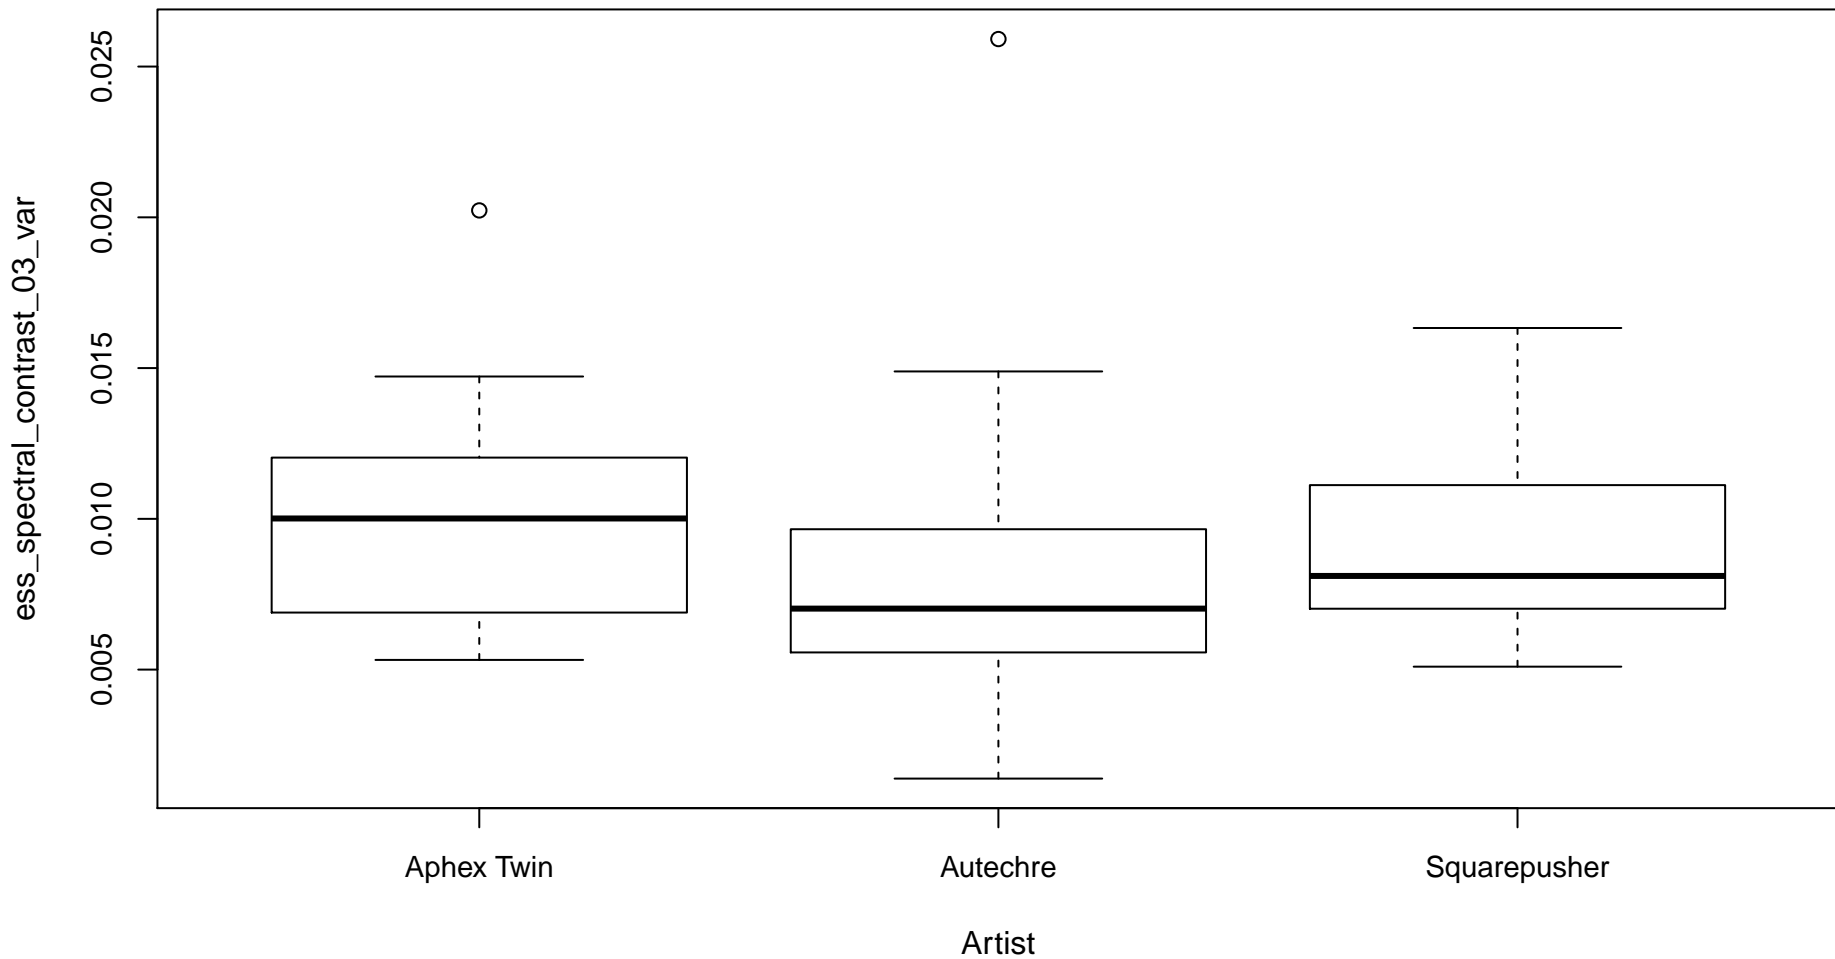 ess_spectral_contrast_03_var
0.025
0.020
0.015
0.010
0.005
Aphex Twin
Autechre
Squarepusher
Artist